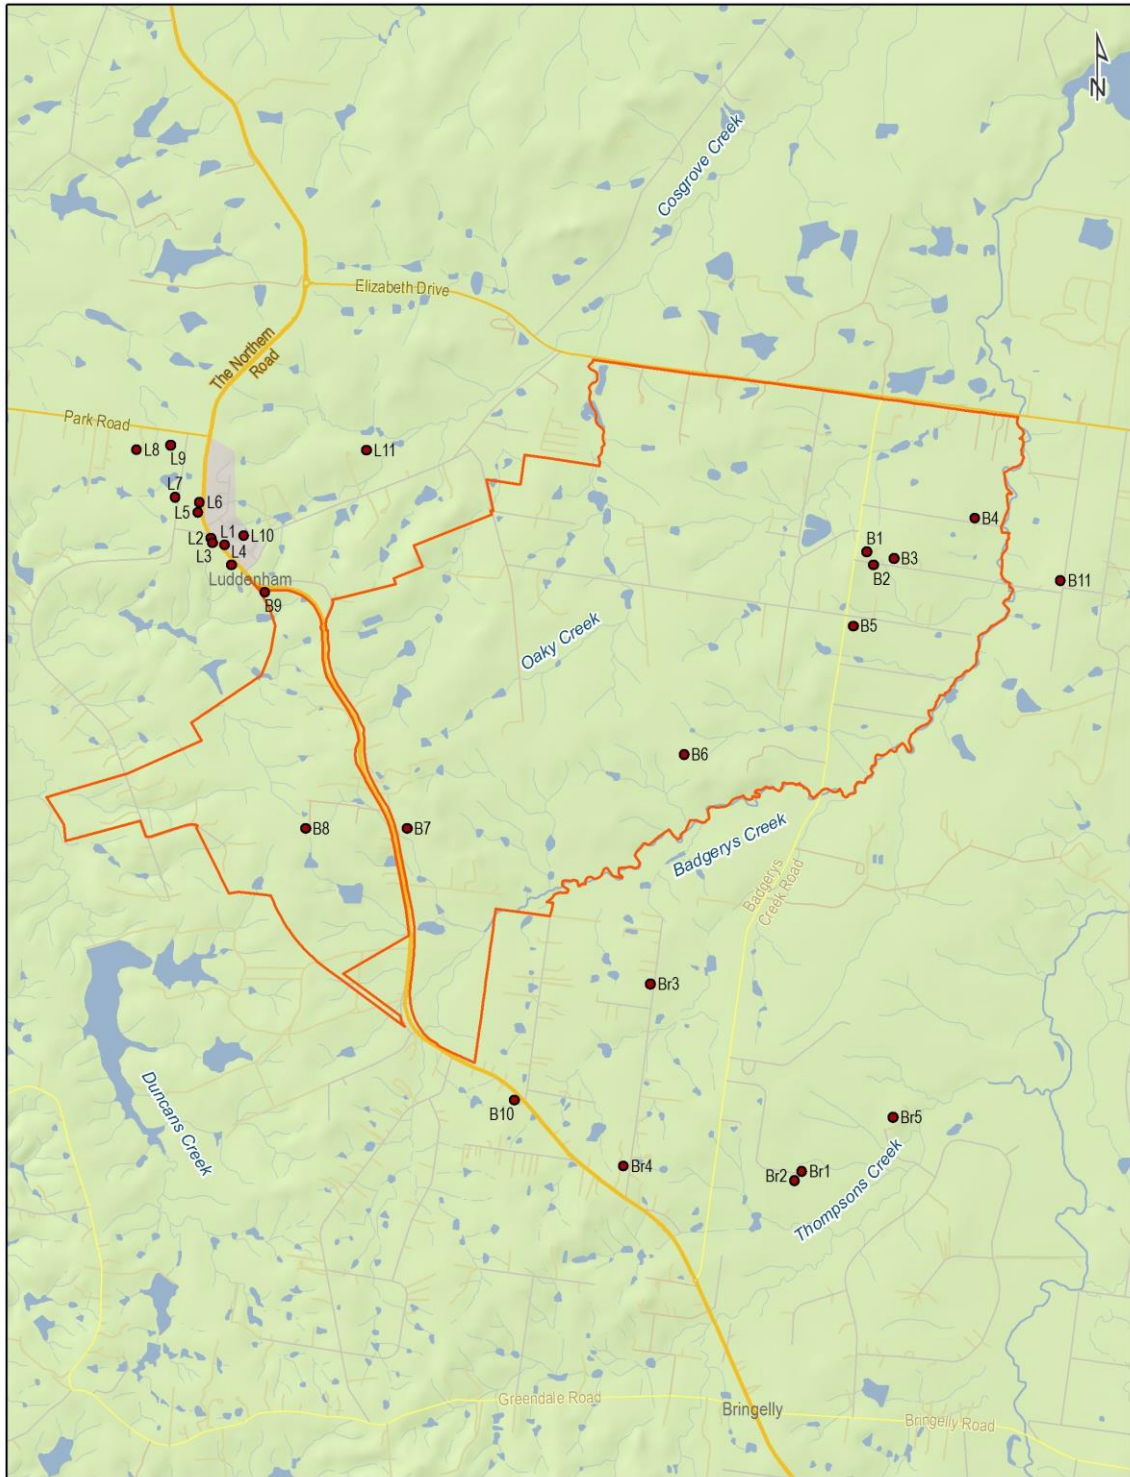 N
Cosgrove Creek
Elizabeth Drive
The Northern
Road
Park Road
L8
L9
L11
L7
L6
L5
L2
L1
L10
L3
L4
Luddenham
B9
B4
B1
B3
B2
B11
B5
Oaky Creek
B6
B8
B7
Badgerys Creek
Badgerys
Creek Road
Br3
Duncans Creek
B10
Br5
Br4
Br1
Br2
Thompsons Creek
Greendale Road
Bringelly
Bringelly Road